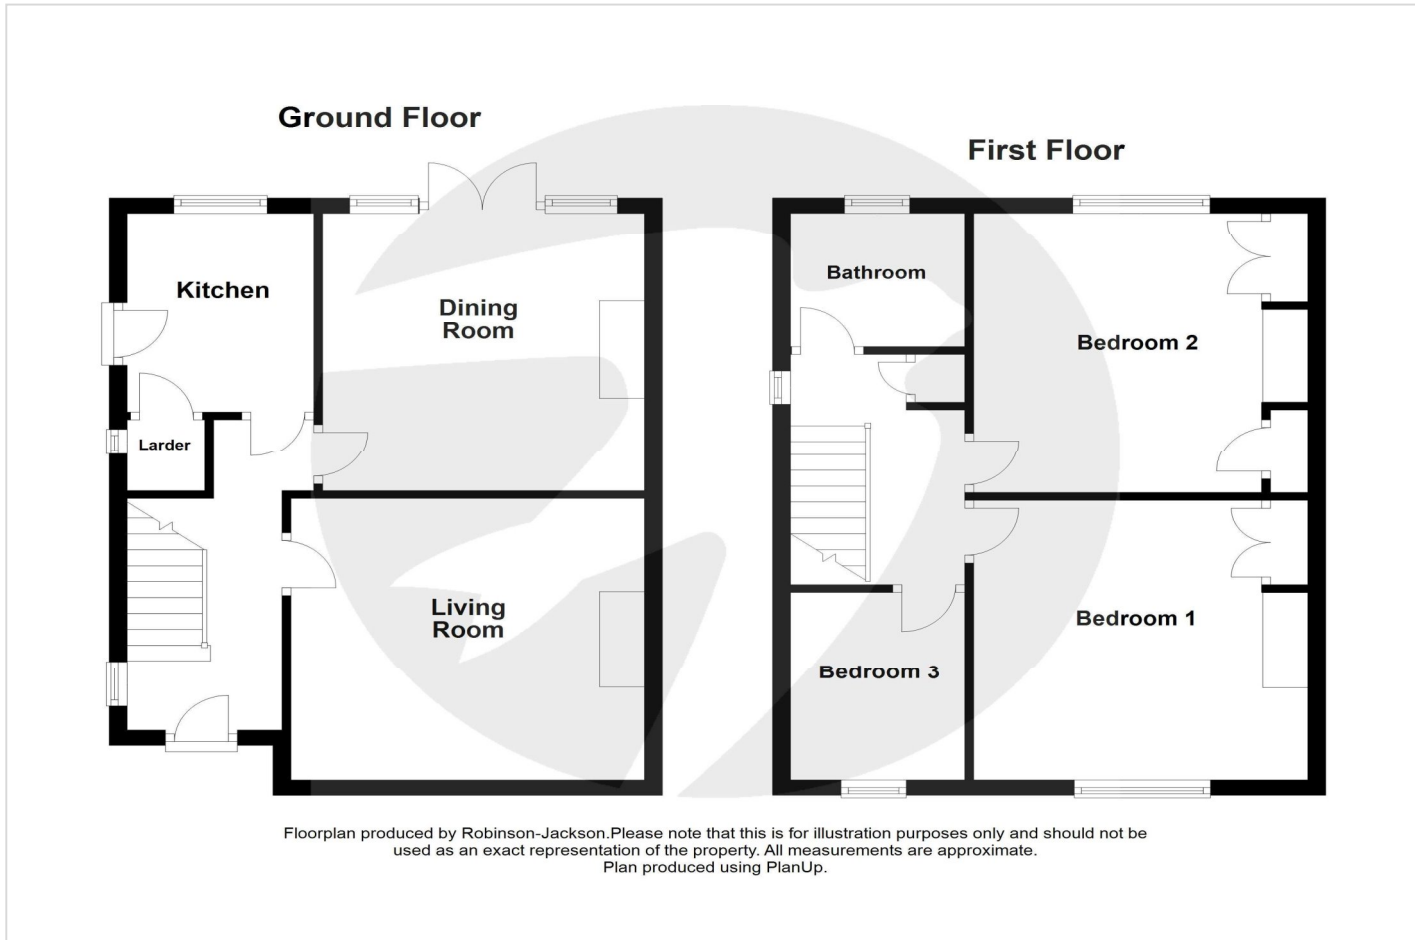 Ground Floor
Kitchen
Dining
Room
Larder
Living
Room
First Floor
Bathroom
Bedroom 2
Bedroom 1
Bedroom 3
Floorplan produced by Robinson-Jackson.Please note that this is for illustration purposes only and should not be
used as an exact representation of the property. All measurements are approximate.
Plan produced using PlanUp.